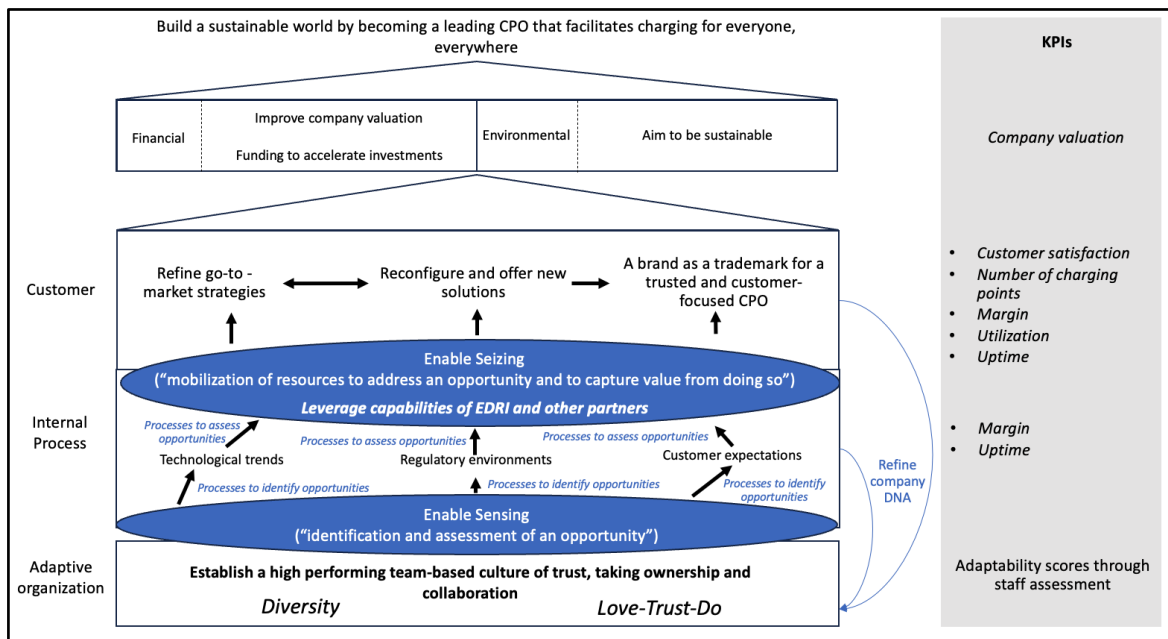 Build a sustainable world by becoming a leading CPO that facilitates charging for everyone,
everywhere
KPIs
Financial
Improve company valuation
Funding to accelerate investments
Environmental
Aim to be sustainable
Company valuation
Customer
Refine go-to -
market strategies
Reconfigure and offer new
solutions
A brand as a trademark for a
trusted and customer-
focused CPO
• Customer satisfaction
• Number of charging
points
• Margin
• Utilization
• Uptime
Enable Seizing
(“mobilization of resources to address an opportunity and to capture value from doing so”)
Leverage capabilities of EDRI and other partners
Internal
Process
Processes to assess
opportunities
Processes to assess opportunities
Processes to assess opportunities
Technological trends
Regulatory environments
Customer expectations
• Margin
• Uptime
Processes to identify opportunities
Processes to identify opportunities
Processes to identify
opportunities
Refine
company
DNA
Enable Sensing
(“identification and assessment of an opportunity”)
Adaptive
organization
Establish a high performing team-based culture of trust, taking ownership and
collaboration
Diversity
Love-Trust-Do
Adaptability scores through
staff assessment